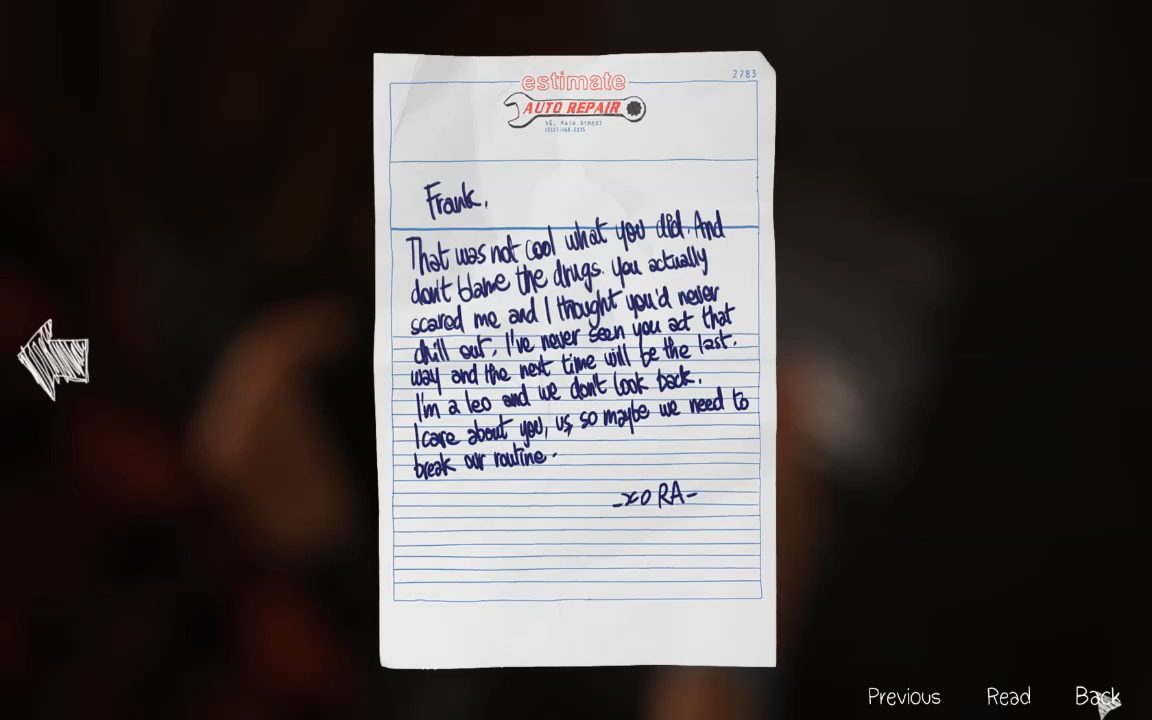 2783
estimate
AUTO REPAIR
Frank,
That was not cool what you did. And
don't blame the drugs. You actually
scared me and I thought you'd never
chill out. I've never seen you act that
way and the next time will be the last.
I'm a leo and we don't look back.
I care about you, us, so maybe we need to
break our routine.
-xo RA-
Previous Read Back